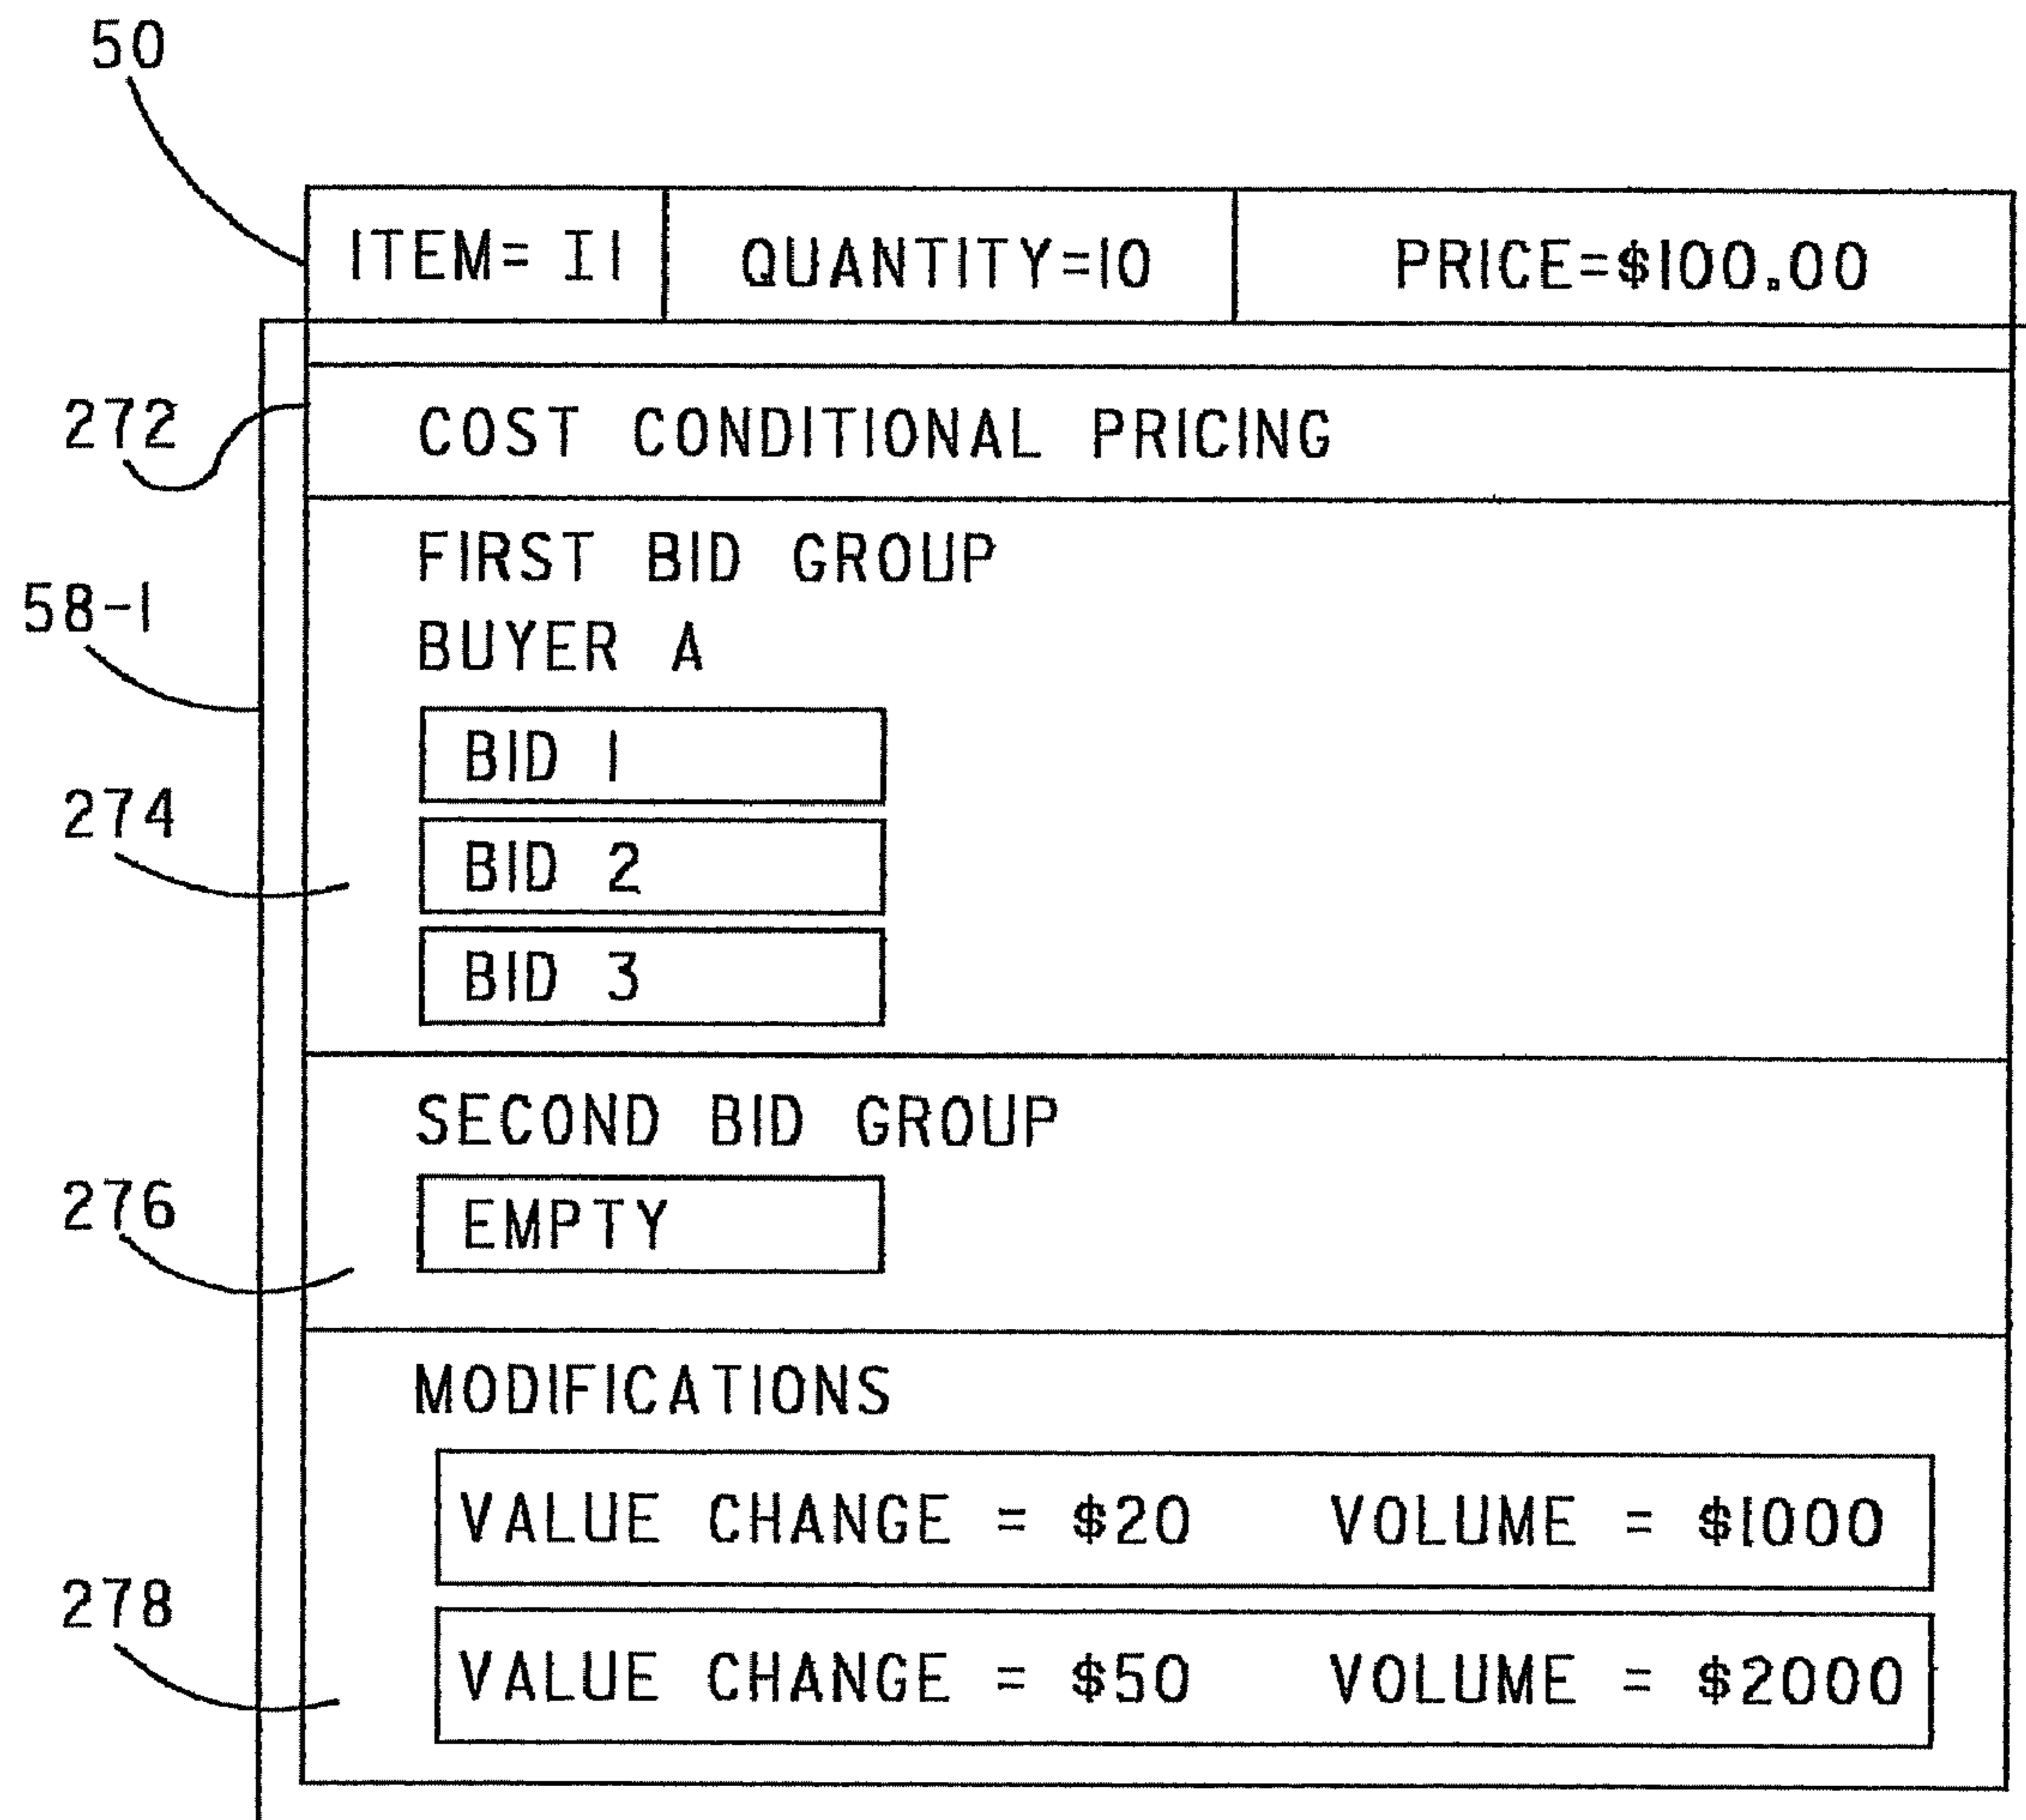 50
ITEM= I1 QUANTITY=10 PRICE=$100.00
272
COST CONDITIONAL PRICING
FIRST BID GROUP
58-1
BUYER A
BID 1
274
BID 2
BID 3
SECOND BID GROUP
276
EMPTY
MODIFICATIONS
VALUE CHANGE = $20 VOLUME = $1000
278
VALUE CHANGE = $50 VOLUME = $2000